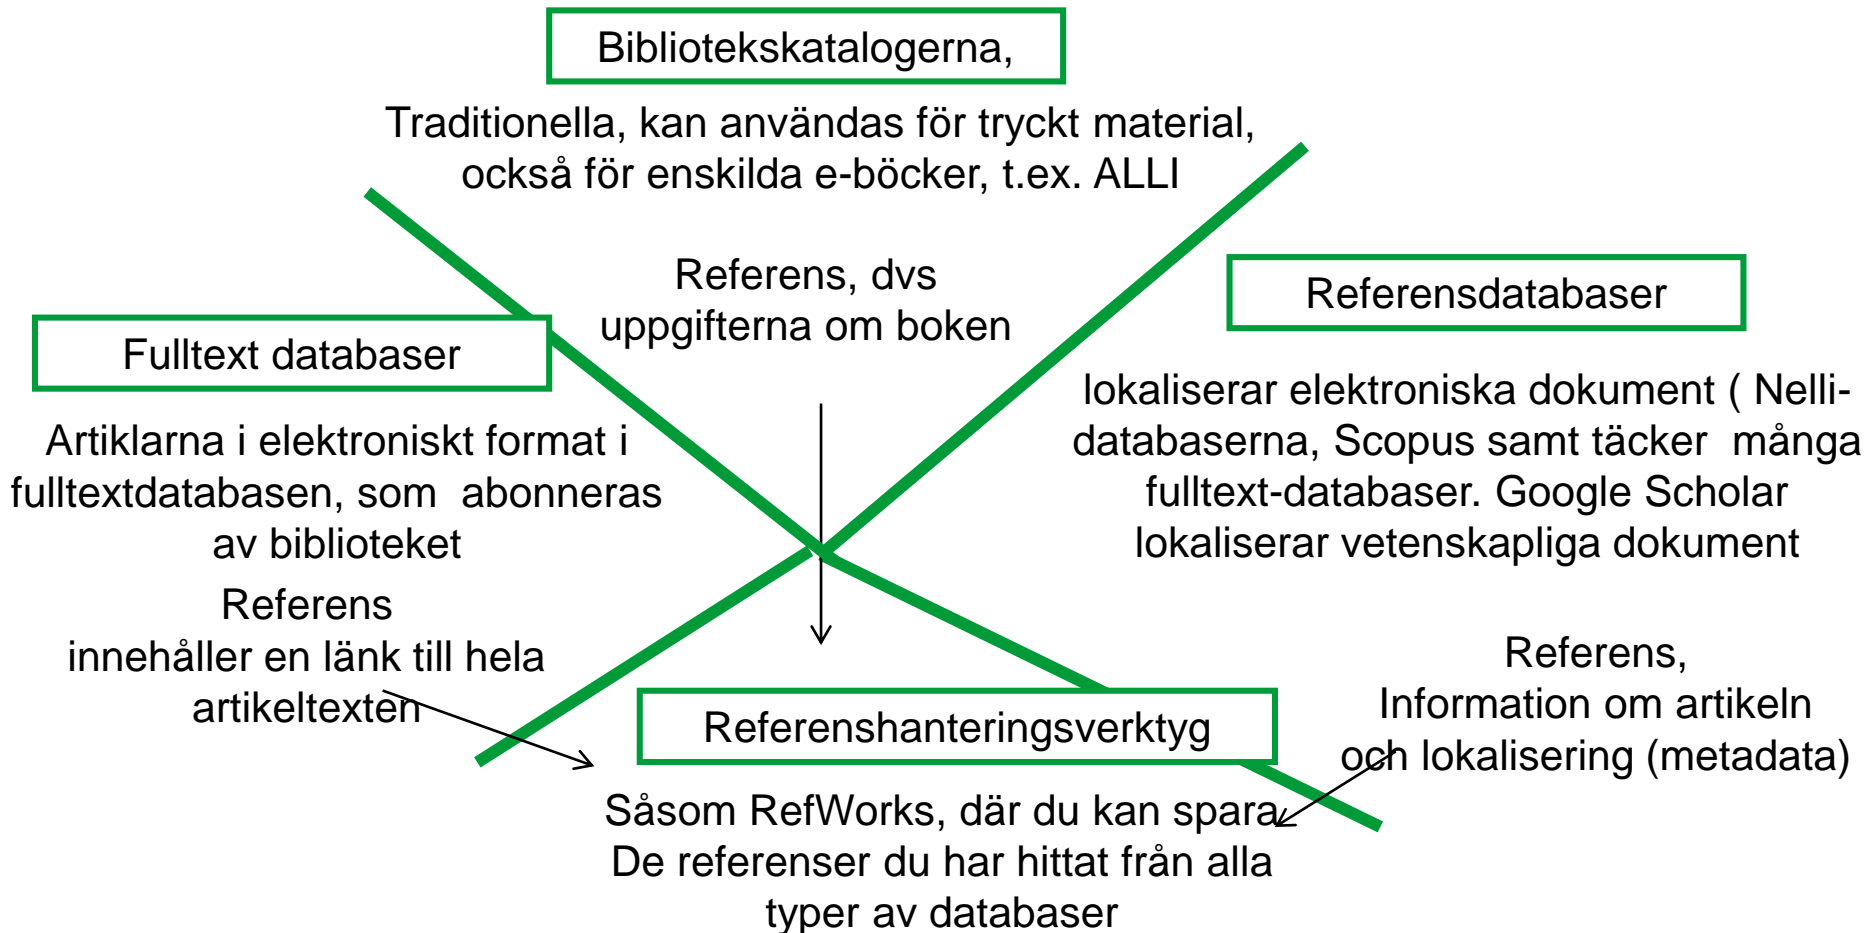 Bibliotekskatalogerna,
Traditionella, kan användas för tryckt material,
också för enskilda e-böcker, t.ex. ALLI
Referens, dvs
uppgifterna om boken
Fulltext databaser
Artiklarna i elektroniskt format i
fulltextdatabasen, som abonneras
av biblioteket
Referens
innehåller en länk till hela
artikeltexten
Referensdatabaser
lokaliserar elektroniska dokument ( Nelli-
databaserna, Scopus samt täcker många
fulltext-databaser. Google Scholar
lokaliserar vetenskapliga dokument
Referens,
Information om artikeln
och lokalisering (metadata)
Referenshanteringsverktyg
Såsom RefWorks, där du kan spara
De referenser du har hittat från alla
typer av databaser